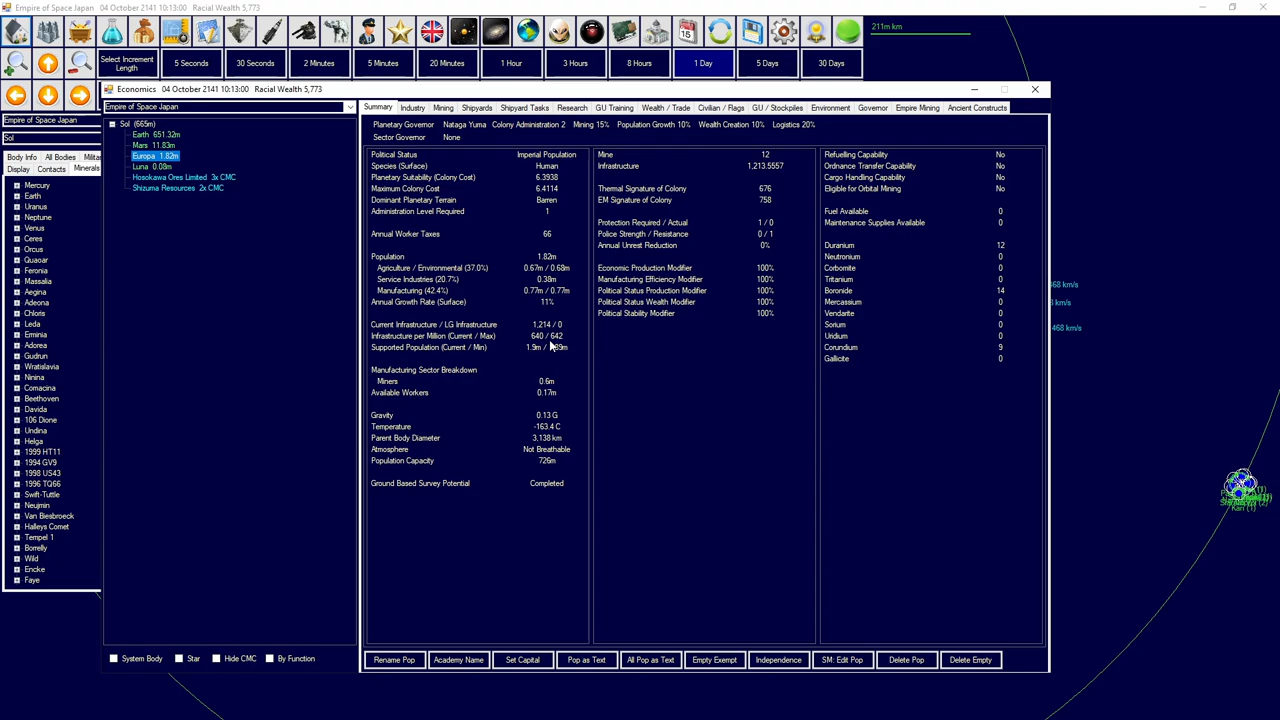 Empire of Space Japan 04 October 2141 10:13:00 Racial Wealth 5,773
211m km
Select Increment Length
5 Seconds
30 Seconds
2 Minutes
5 Minutes
20 Minutes
1 Hour
3 Hours
8 Hours
1 Day
5 Days
30 Days
Economics 04 October 2141 10:13:00 Racial Wealth 5,773
Empire of Space Japan
Sol
Body Info All Bodies
Display Contacts Minerals
Mercury
Earth
Uranus
Neptune
Venus
Ceres
Orcus
Quaoar
Feronia
Massalia
Aegina
Adeona
Chloris
Leda
Erminia
Adorea
Gudrun
Wratislavia
Ninina
Comacina
Beethoven
Davida
106 Dione
Undina
Helga
1999 HT11
1994 GV9
1998 US43
1996 TQ66
Swift-Tuttle
Neujmin
Van Biesbroeck
Halleys Comet
Tempel 1
Borrelly
Wild
Encke
Faye
Empire of Space Japan
Sol (665m)
Earth 651.32m
Mars 11.83m
Europa 1.82m
Luna 0.08m
Hosokawa Ores Limited 3x CMC
Shizuma Resources 2x CMC
System Body Star Hide CMC By Function
Summary Industry Mining Shipyards Shipyard Tasks Research GU Training Wealth / Trade Civilian / Flags GU / Stockpiles Environment Governor Empire Mining Ancient Constructs
Planetary Governor Nataga Yuma Colony Administration 2 Mining 15% Population Growth 10% Wealth Creation 10% Logistics 20%
Sector Governor None
Political Status Imperial Population
Species (Surface) Human
Planetary Suitability (Colony Cost) 6.3938
Maximum Colony Cost 6.4114
Dominant Planetary Terrain Barren
Administration Level Required 1
Annual Worker Taxes 66
Population 1.82m
Agriculture / Environmental (37.0%) 0.67m / 0.68m
Service Industries (20.7%) 0.38m
Manufacturing (42.4%) 0.77m / 0.77m
Annual Growth Rate (Surface) 11%
Current Infrastructure / LG Infrastructure 1,214 / 0
Infrastructure per Million (Current / Max) 640 / 642
Supported Population (Current / Min) 1.9m /
Manufacturing Sector Breakdown
Miners 0.6m
Available Workers 0.17m
Gravity 0.13 G
Temperature -163.4 C
Parent Body Diameter 3,138 km
Atmosphere Not Breathable
Population Capacity 726m
Ground Based Survey Potential Completed
Mine 12
Infrastructure 1,213.5557
Thermal Signature of Colony 676
EM Signature of Colony 758
Protection Required / Actual 1 / 0
Police Strength / Resistance 0 / 1
Annual Unrest Reduction 0%
Economic Production Modifier 100%
Manufacturing Efficiency Modifier 100%
Political Status Production Modifier 100%
Political Status Wealth Modifier 100%
Political Stability Modifier 100%
Refuelling Capability No
Ordnance Transfer Capability No
Cargo Handling Capability No
Eligible for Orbital Mining No
Fuel Available 0
Maintenance Supplies Available 0
Duranium 12
Neutronium 0
Corbomite 0
Tritanium 0
Boronide 14
Mercassium 0
Vendarite 0
Sorium 0
Uridium 0
Corundium 9
Gallicite 0
Rename Pop
Academy Name
Set Capital
Pop as Text
All Pop as Text
Empty Exempt
Independence
SM: Edit Pop
Delete Pop
Delete Empty
468 km/s